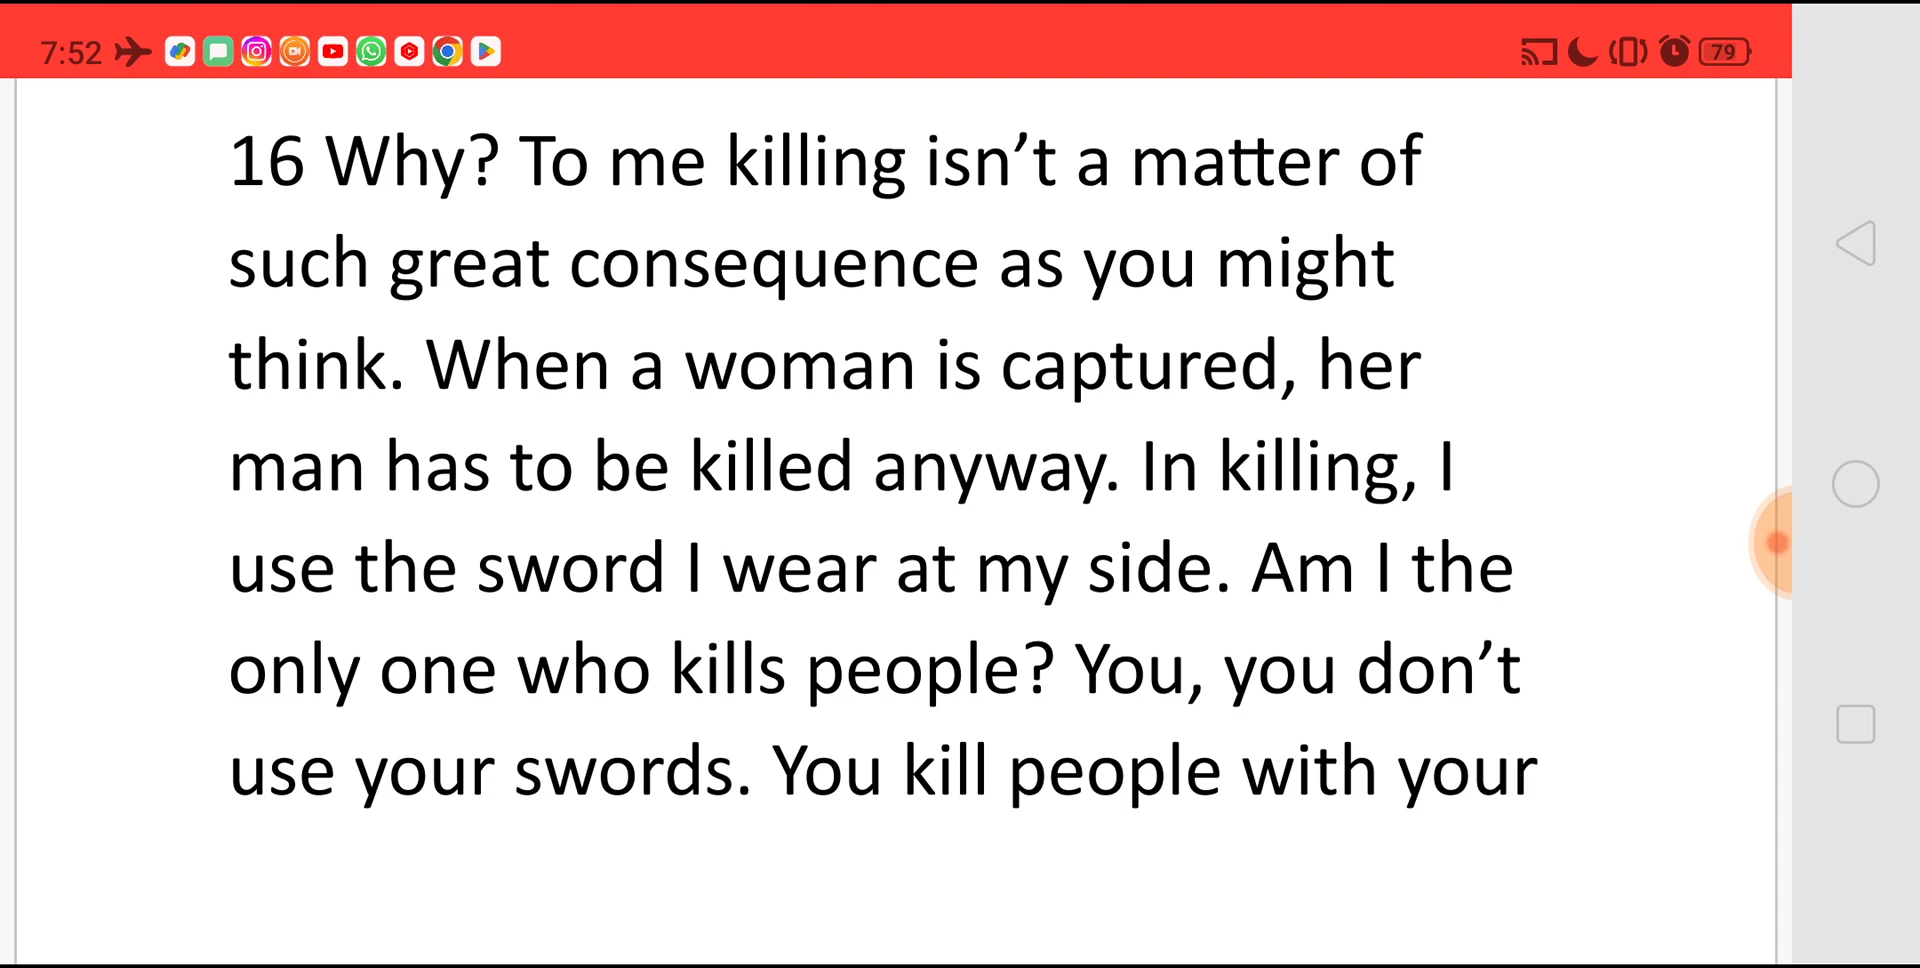 7:52
79
16 Why? To me killing isn’t a matter of
such great consequence as you might
think. When a woman is captured, her
man has to be killed anyway. In killing, I
use the sword I wear at my side. Am I the
only one who kills people? You, you don’t
use your swords. You kill people with your